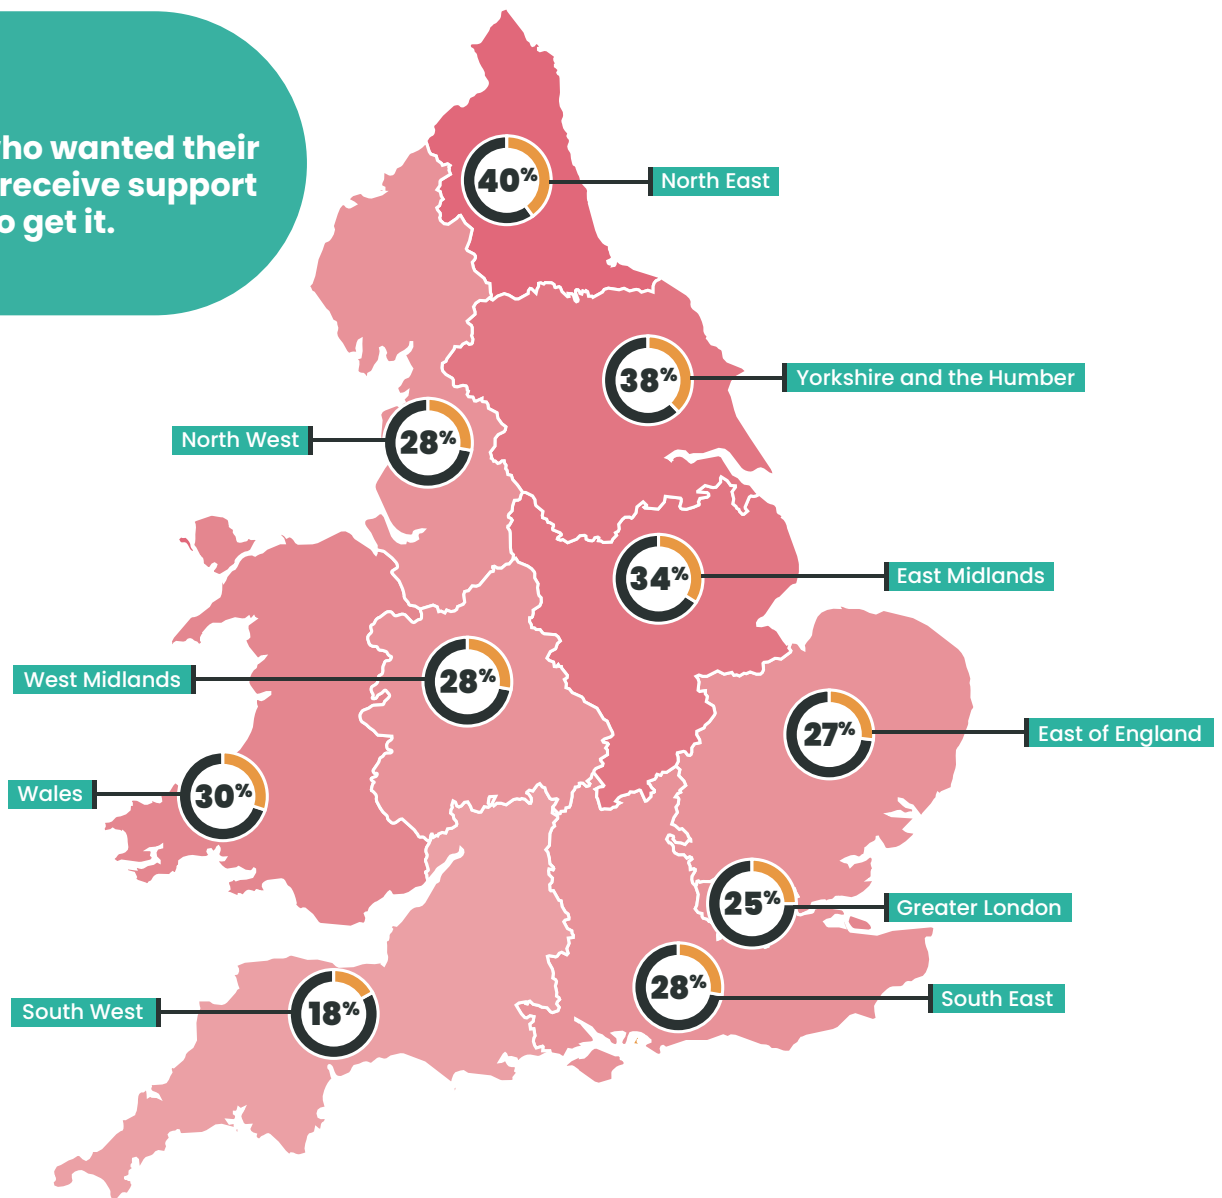 who wanted their
receive support
to get it.
40%
North East
38%
Yorkshire and the Humber
North West
28%
34%
East Midlands
West Midlands
28%
27%
East of England
Wales
30%
25%
Greater London
28%
South East
South West
18%